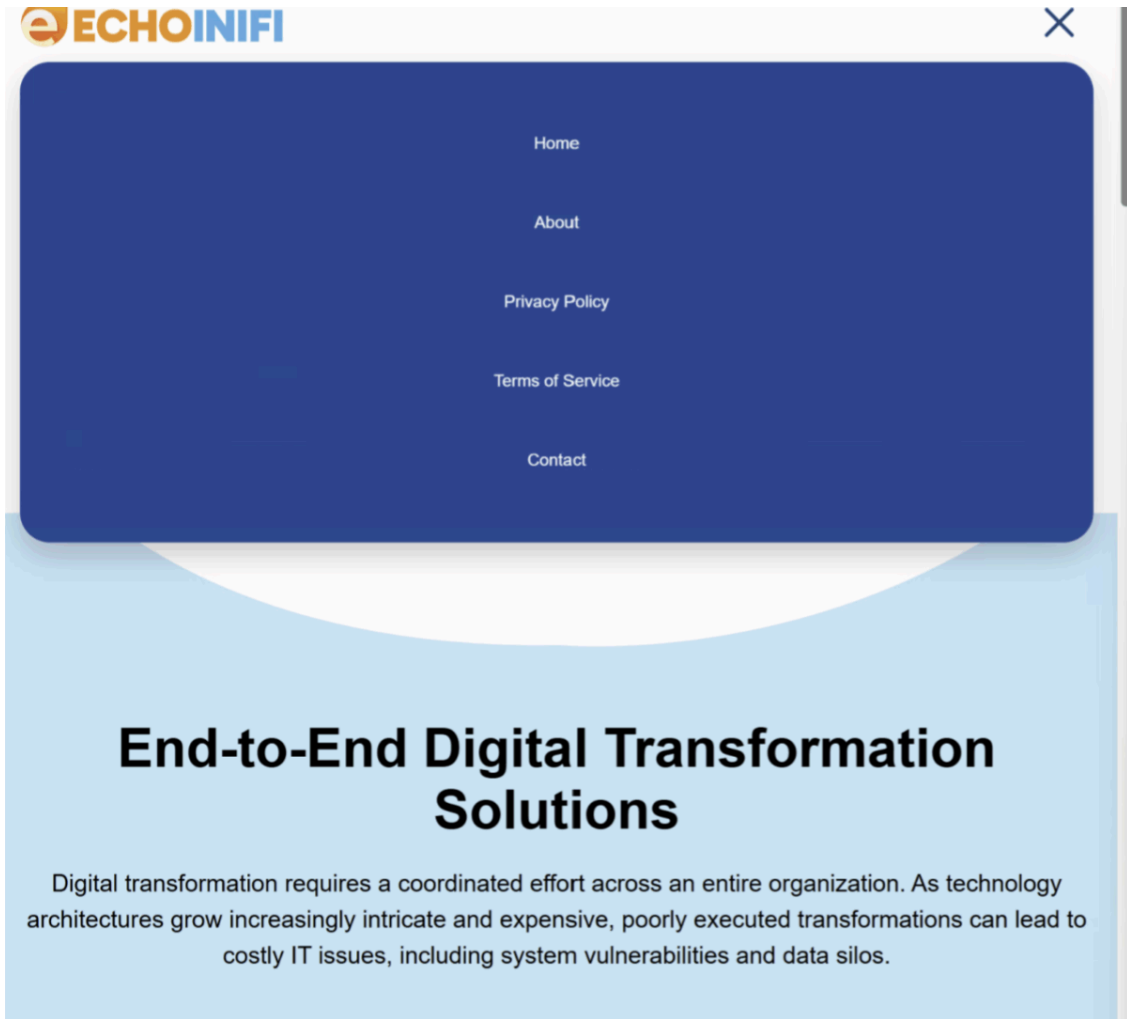 ECHOINIFI
Home
About
Privacy Policy
Terms of Service
Contact
End-to-End Digital Transformation
Solutions
Digital transformation requires a coordinated effort across an entire organization. As technology
architectures grow increasingly intricate and expensive, poorly executed transformations can lead to
costly IT issues, including system vulnerabilities and data silos.